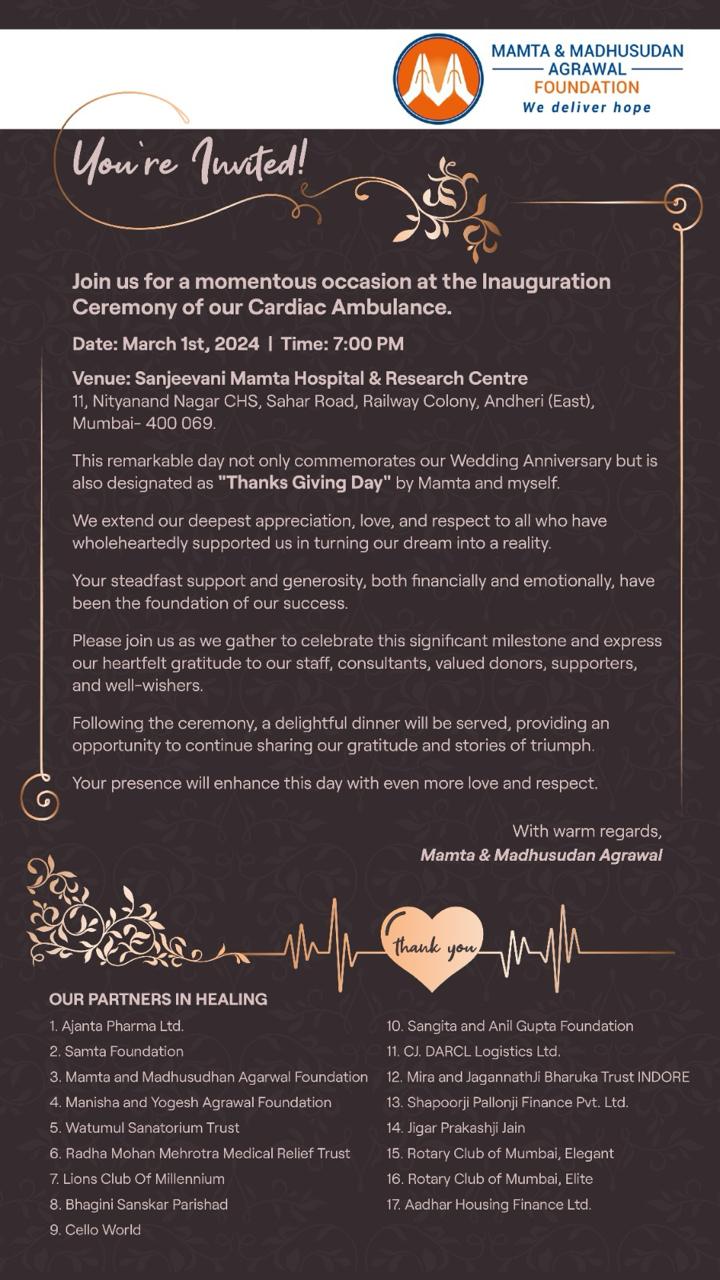 MAMTA & MADHUSUDAN
AGRAWAL
FOUNDATION
We deliver hope
You're Invited!
Join us for a momentous occasion at the Inauguration
Ceremony of our Cardiac Ambulance.
Date: March 1st, 2024 | Time: 7:00 PM
Venue: Sanjeevani Mamta Hospital & Research Centre
11, Nityanand Nagar CHS, Sahar Road, Railway Colony, Andheri (East),
Mumbai- 400 069.
This remarkable day not only commemorates our Wedding Anniversary but is
also designated as "Thanks Giving Day" by Mamta and myself.
We extend our deepest appreciation, love, and respect to all who have
wholeheartedly supported us in turning our dream into a reality.
Your steadfast support and generosity, both financially and emotionally, have
been the foundation of our success.
Please join us as we gather to celebrate this significant milestone and express
our heartfelt gratitude to our staff, consultants, valued donors, supporters,
and well-wishers.
Following the ceremony, a delightful dinner will be served, providing an
opportunity to continue sharing our gratitude and stories of triumph.
Your presence will enhance this day with even more love and respect.
With warm regards,
Mamta & Madhusudan Agrawal
thank you
OUR PARTNERS IN HEALING
1. Ajanta Pharma Ltd.
2. Samta Foundation
3. Mamta and Madhusudhan Agarwal Foundation
4. Manisha and Yogesh Agrawal Foundation
5. Watumul Sanatorium Trust
6. Radha Mohan Mehrotra Medical Relief Trust
7. Lions Club Of Millennium
8. Bhagini Sanskar Parishad
9. Cello World
10. Sangita and Anil Gupta Foundation
11. CJ. DARCL Logistics Ltd.
12. Mira and JagannathJi Bharuka Trust INDORE
13. Shapoorji Pallonji Finance Pvt. Ltd.
14. Jigar Prakashji Jain
15. Rotary Club of Mumbai, Elegant
16. Rotary Club of Mumbai, Elite
17. Aadhar Housing Finance Ltd.